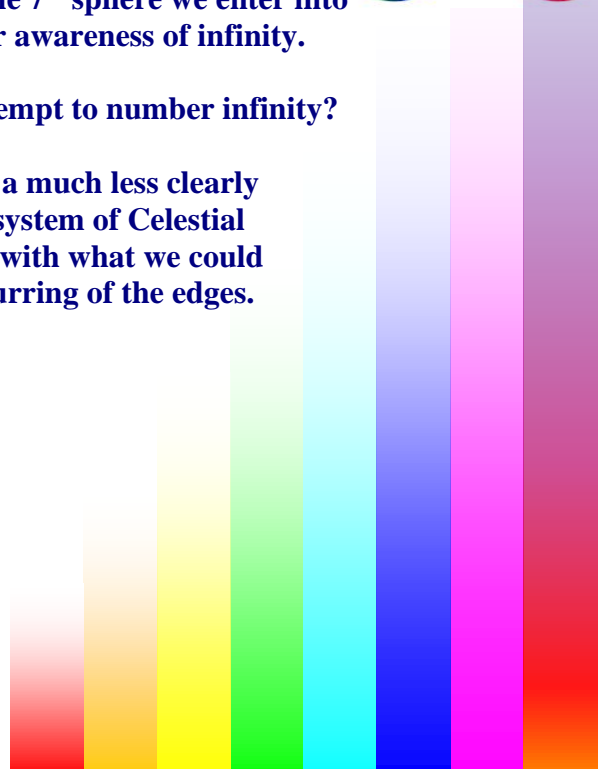 7 sphere we enter into
awareness of infinity.
empt to number infinity?
a much less clearly
system of Celestial
with what we could
urring of the edges.